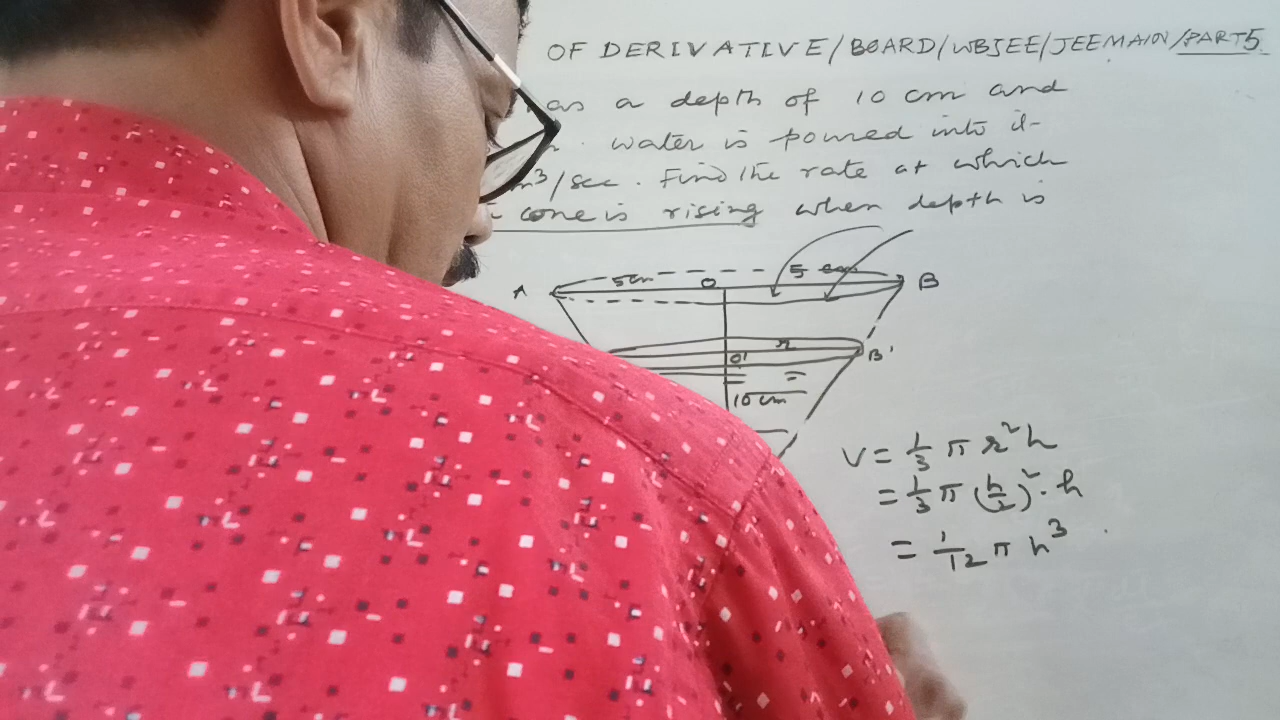 OF DERIVATIVE/BOARD/WBJEE/JEEMAIN/PART5
as a depth of 10 cm and
water is poured into it
m³/sec. Find the rate at which
cone is rising when depth is
A 5cm O 5 cm B
r
O' B'
10 cm
V = 1/3 π r² h
= 1/3 π (h/2)² · h
= 1/12 π h³